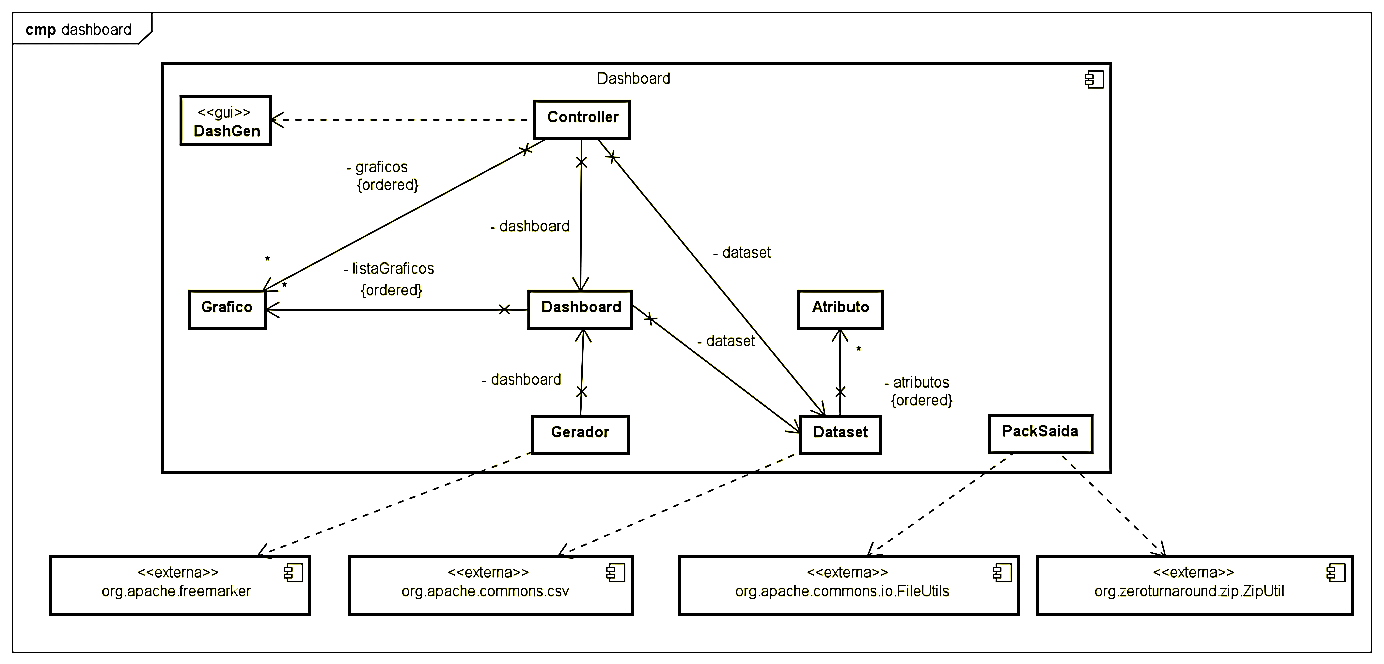 cmp dashboard
Dashboard
<<gui>>
DashGen
Controller
- graficos
{ordered}
- dashboard
- dataset
*
- listaGraficos
{ordered}
*
Grafico
Dashboard
Atributo
- dataset
*
- dashboard
- atributos
{ordered}
Gerador
Dataset
PackSaida
<<externa>>
org.apache.freemarker
<<externa>>
org.apache.commons.csv
<<externa>>
org.apache.commons.io.FileUtils
<<externa>>
org.zeroturnaround.zip.ZipUtil